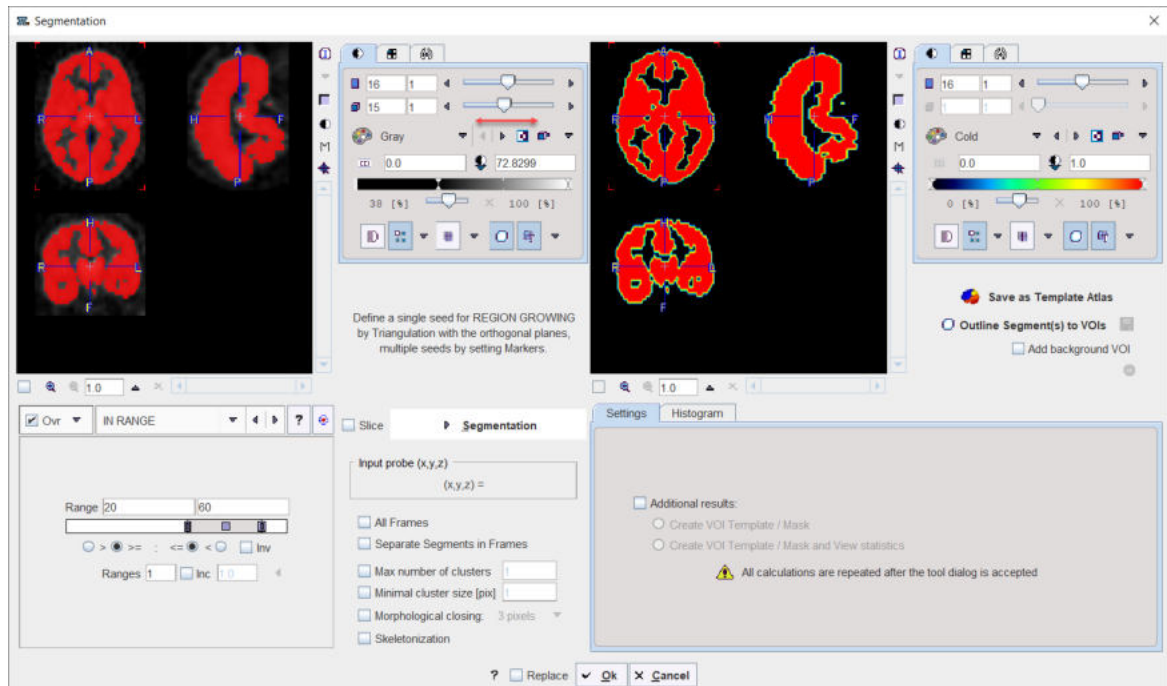 Segmentation
A
A
R
L
H
F
P
P
H
R
L
F
1.0
16 1
15 1
Gray
0.0 72.8299
38 [%] 100 [%]
Define a single seed for REGION GROWING
by Triangulation with the orthogonal planes,
multiple seeds by setting Markers.
A
A
R
L
H
F
P
P
H
R
L
F
1.0
16 1
1 1
Cold
0.0 1.0
0 [%] 100 [%]
Save as Template Atlas
Outline Segment(s) to VOIs
Add background VOI
Ovr IN RANGE ?
Range 20 60
> >= : <= < Inv
Ranges 1 Inc 1.0
Slice Segmentation
Input probe (x,y,z)
(x,y,z) =
All Frames
Separate Segments in Frames
Max number of clusters 1
Minimal cluster size [pix] 1
Morphological closing: 3 pixels
Skeletonization
Settings Histogram
Additional results:
Create VOI Template / Mask
Create VOI Template / Mask and View statistics
All calculations are repeated after the tool dialog is accepted
? Replace Ok Cancel